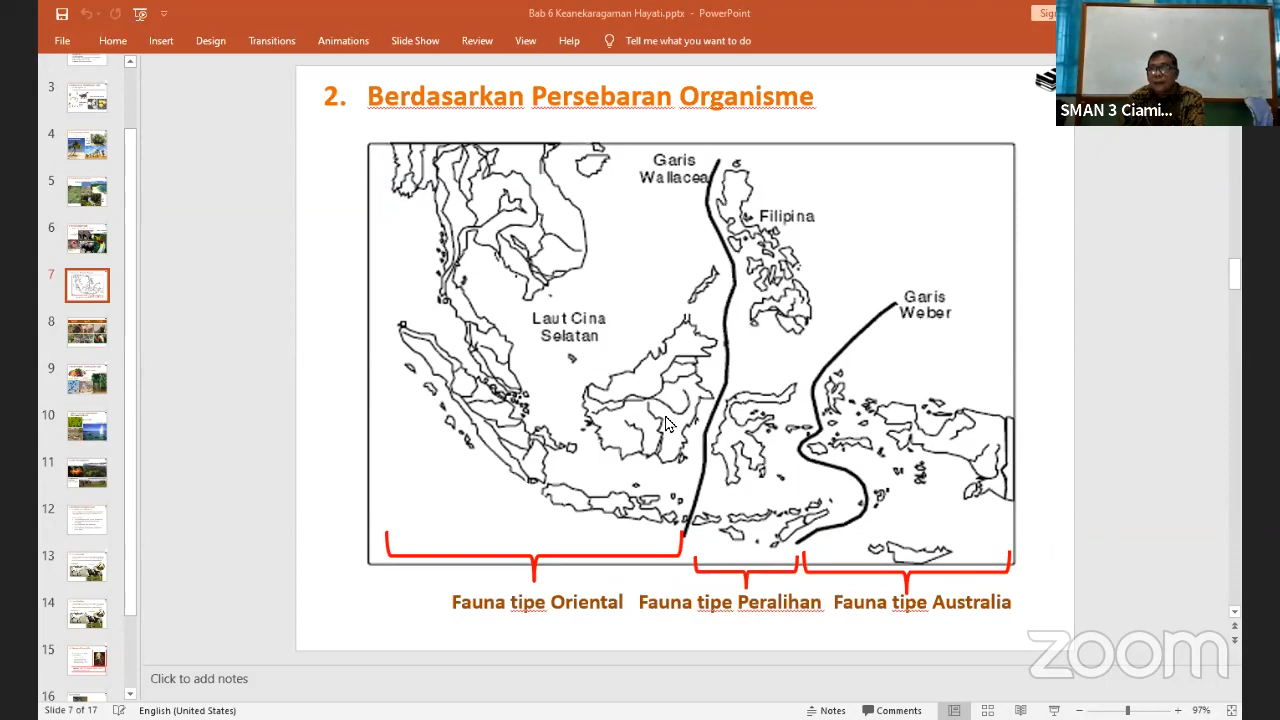 Bab 6 Keanekaragaman Hayati.pptx - PowerPoint
Sig
File Home Insert Design Transitions Animations Slide Show Review View Help Tell me what you want to do
SMAN 3 Ciami...
3
4
5
6
7
8
9
10
11
12
13
14
15
16
2. Berdasarkan Persebaran Organisme
Garis
Wallacea
Filipina
Garis
Weber
Laut Cina
Selatan
Fauna tipe Oriental Fauna tipe Peralihan Fauna tipe Australia
zoom
Click to add notes
Slide 7 of 17 English (United States) Notes Comments 97%